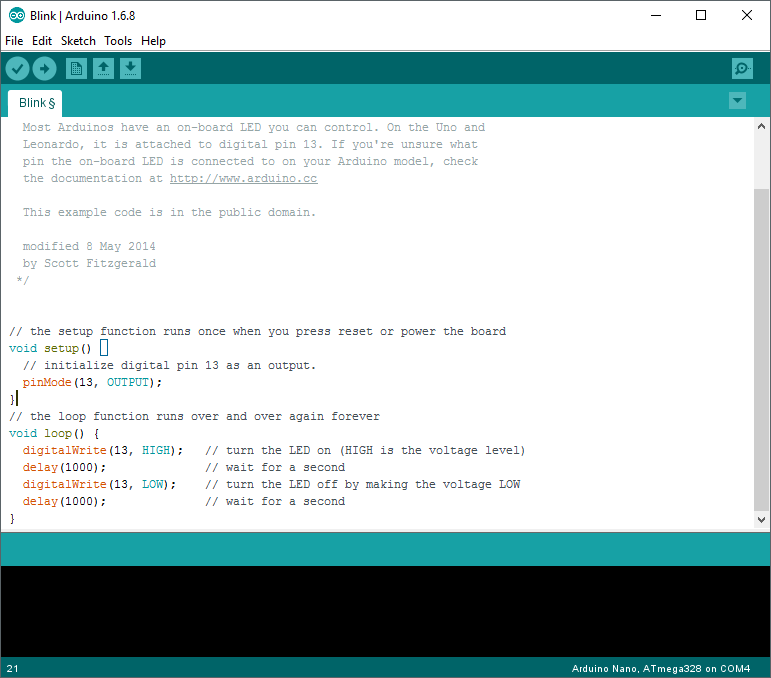 Blink | Arduino 1.6.8
File Edit Sketch Tools Help
Blink §
Most Arduinos have an on-board LED you can control. On the Uno and
Leonardo, it is attached to digital pin 13. If you're unsure what
pin the on-board LED is connected to on your Arduino model, check
the documentation at http://www.arduino.cc
This example code is in the public domain.
modified 8 May 2014
by Scott Fitzgerald
*/
// the setup function runs once when you press reset or power the board
void setup() {
// initialize digital pin 13 as an output.
pinMode(13, OUTPUT);
}
// the loop function runs over and over again forever
void loop() {
digitalWrite(13, HIGH); // turn the LED on (HIGH is the voltage level)
delay(1000); // wait for a second
digitalWrite(13, LOW); // turn the LED off by making the voltage LOW
delay(1000); // wait for a second
}
21
Arduino Nano, ATmega328 on COM4